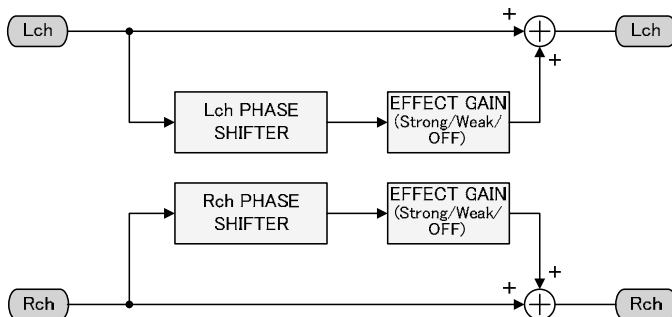 Lch
+
Lch
+
Lch PHASE
SHIFTER
EFFECT GAIN
(Strong/Weak/
OFF)
Rch PHASE
SHIFTER
EFFECT GAIN
(Strong/Weak/
OFF)
+
Rch
+
Rch